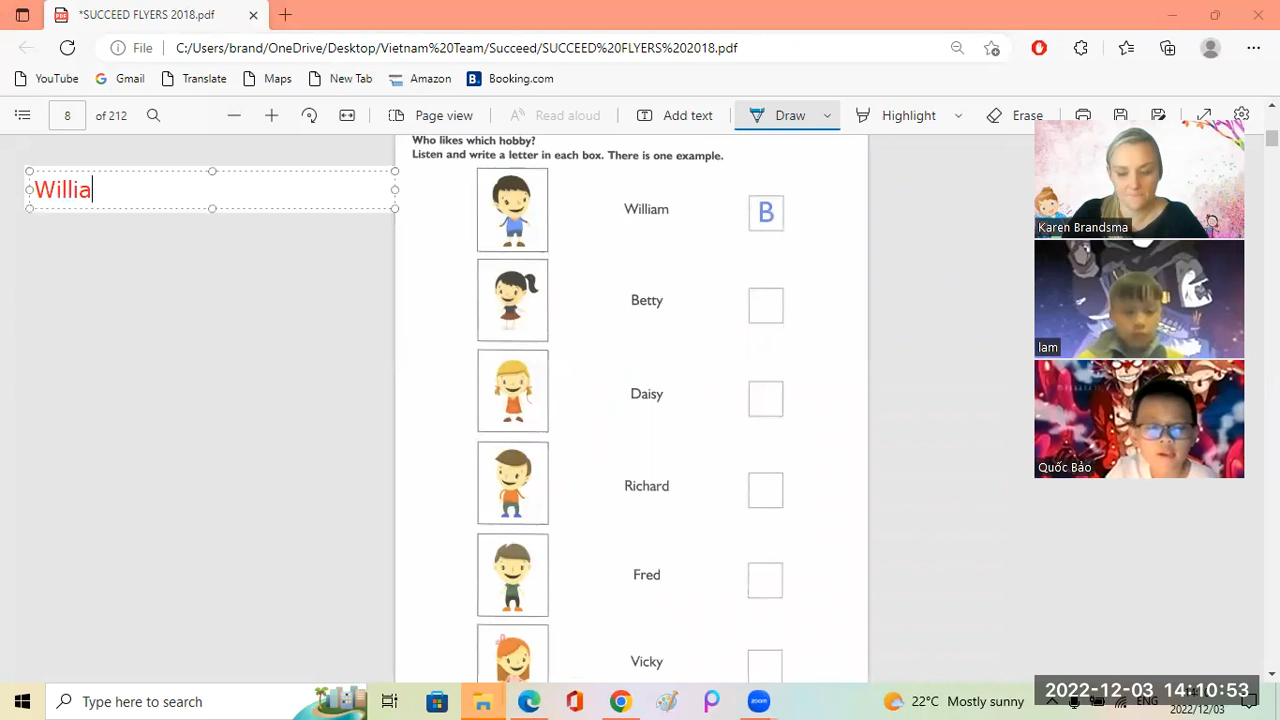 *SUCCEED FLYERS 2018.pdf
File
C:/Users/brand/OneDrive/Desktop/Vietnam%20Team/Succeed/SUCCEED%20FLYERS%202018.pdf
YouTube
Gmail
Translate
Maps
New Tab
Amazon
Booking.com
8
of 212
Page view
Read aloud
Add text
Draw
Highlight
Erase
Who likes which hobby?
Listen and write a letter in each box. There is one example.
Willia
William
B
Betty
Daisy
Richard
Fred
Vicky
Karen Brandsma
lam
Quốc Bảo
Type here to search
zoom
22°C Mostly sunny
ENG
2022-12-03 14:10:53
2022/12/03